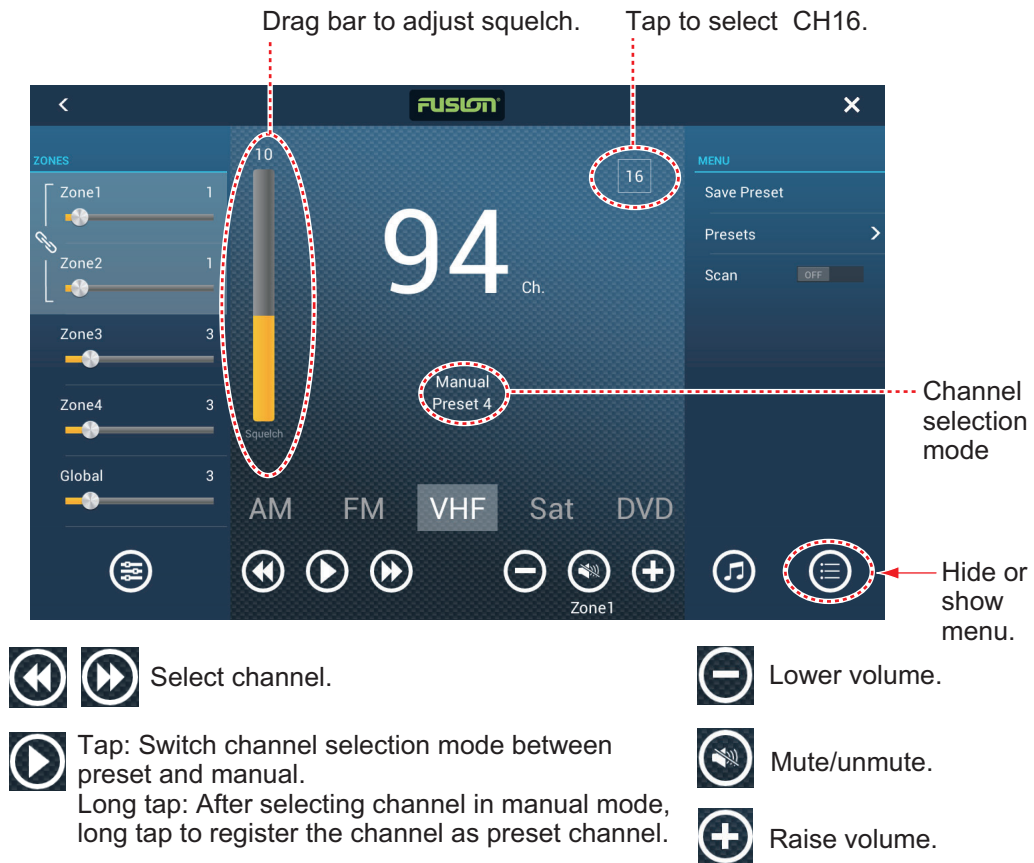 Drag bar to adjust squelch.
Tap to select CH16.
FUSION
ZONES
Zone1 1
Zone2 1
Zone3 3
Zone4 3
Global 3
10
Squelch
16
94 Ch.
Manual
Preset 4
AM FM VHF Sat DVD
Zone1
MENU
Save Preset
Presets
Scan OFF
Channel
selection
mode
Hide or
show
menu.
Select channel.
Tap: Switch channel selection mode between
preset and manual.
Long tap: After selecting channel in manual mode,
long tap to register the channel as preset channel.
Lower volume.
Mute/unmute.
Raise volume.